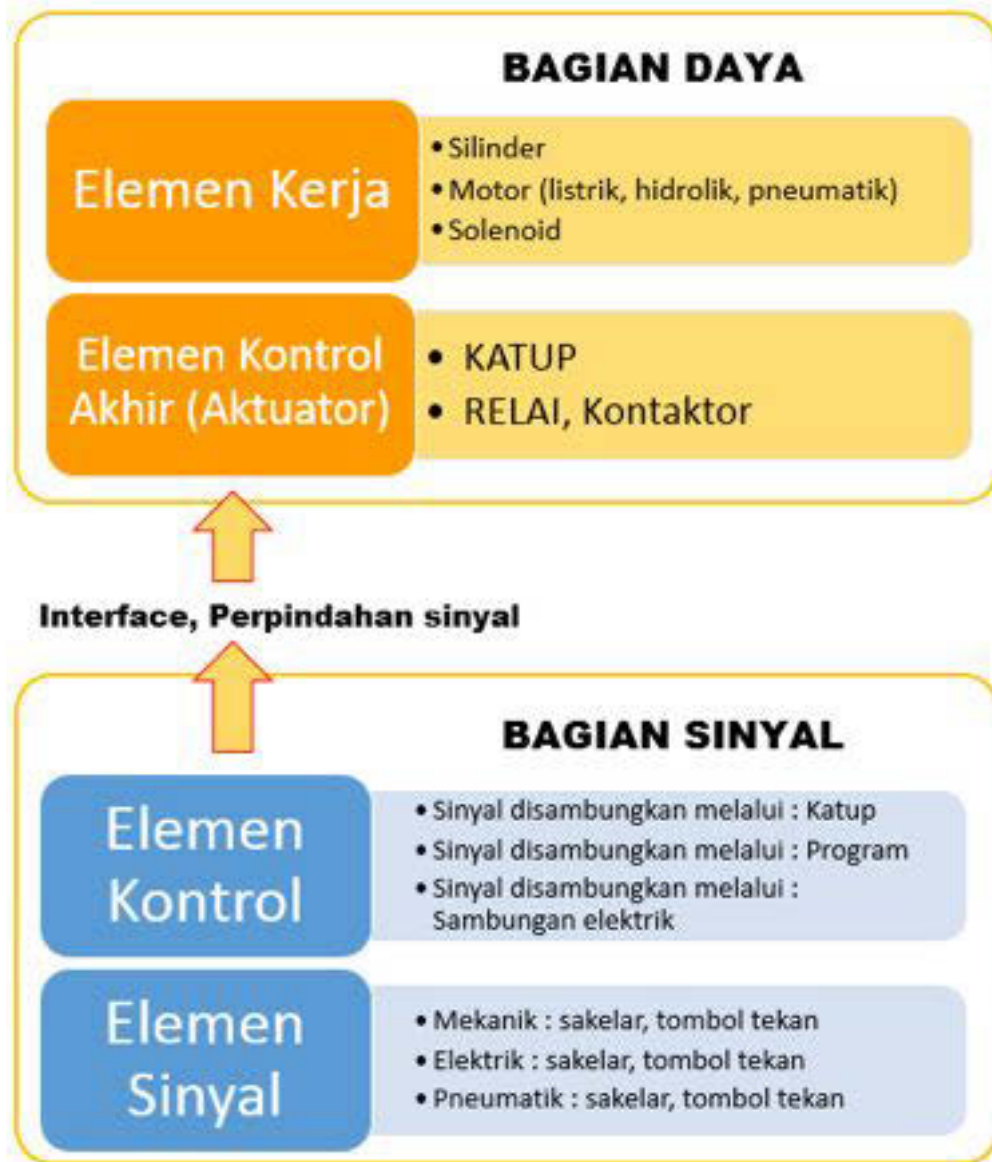 BAGIAN DAYA
Elemen Kerja
• Silinder
• Motor (listrik, hidrolik, pneumatik)
• Solenoid
Elemen Kontrol
Akhir (Aktuator)
• KATUP
• RELAI, Kontaktor
Interface, Perpindahan sinyal
BAGIAN SINYAL
Elemen
Kontrol
• Sinyal disambungkan melalui : Katup
• Sinyal disambungkan melalui : Program
• Sinyal disambungkan melalui :
Sambungan elektrik
Elemen
Sinyal
• Mekanik : sakelar, tombol tekan
• Elektrik : sakelar, tombol tekan
• Pneumatik : sakelar, tombol tekan